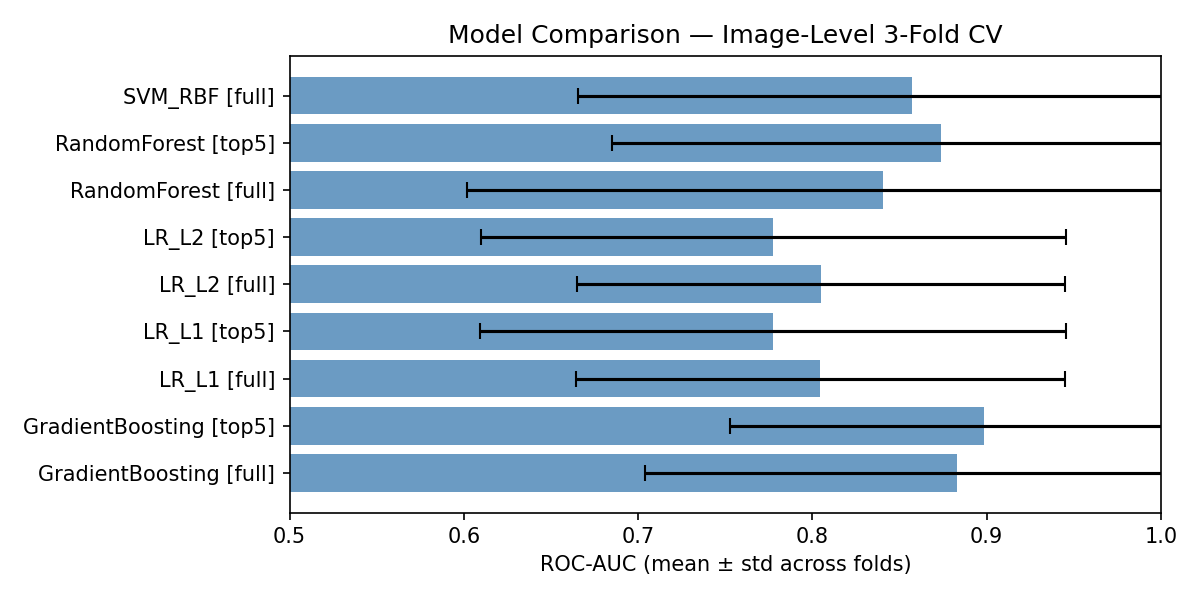 Model Comparison — Image-Level 3-Fold CV
SVM_RBF [full]
RandomForest [top5]
RandomForest [full]
LR_L2 [top5]
LR_L2 [full]
LR_L1 [top5]
LR_L1 [full]
GradientBoosting [top5]
GradientBoosting [full]
0.5 0.6 0.7 0.8 0.9 1.0
ROC-AUC (mean ± std across folds)